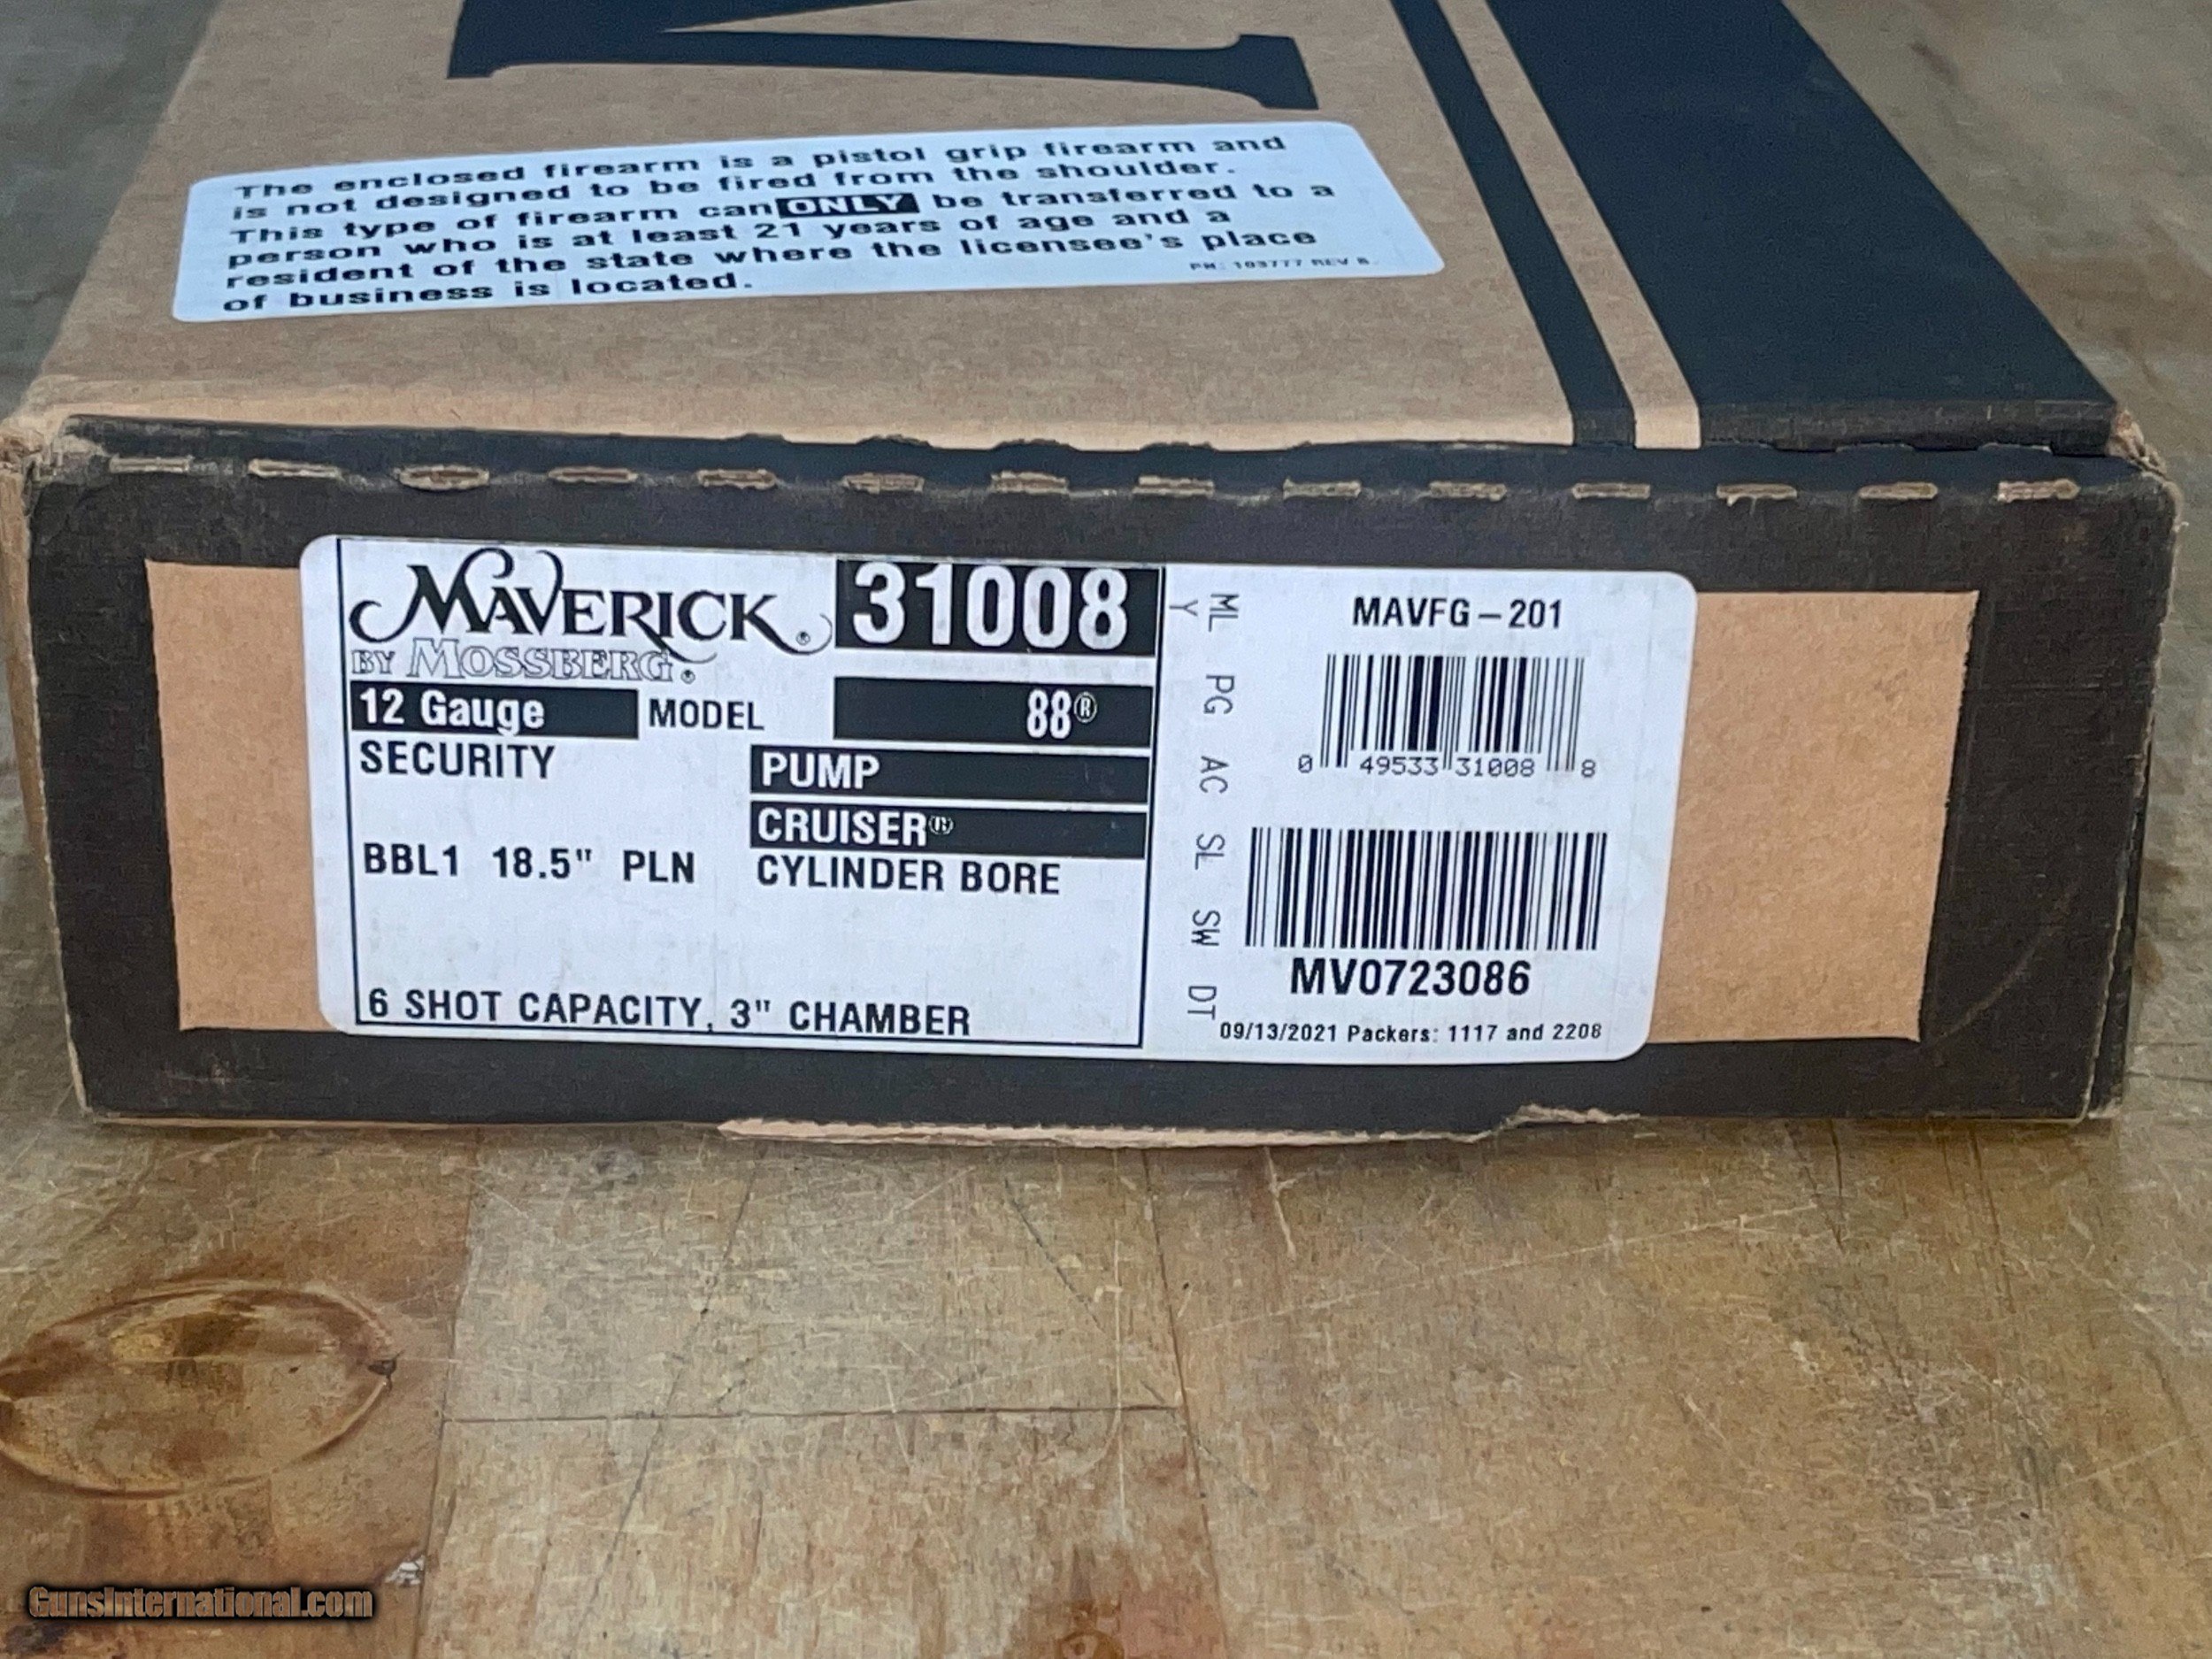 The enclosed firearm is a pistol grip firearm and
is not designed to be fired from the shoulder.
This type of firearm can ONLY be transferred to a
person who is at least 21 years of age and a
resident of the state where the licensee's place
of business is located.
PN: 103777 REV B.
MAVERICK®
BY MOSSBERG®
31008
12 Gauge MODEL 88®
SECURITY
PUMP
CRUISER®
BBL1 18.5" PLN CYLINDER BORE
6 SHOT CAPACITY, 3" CHAMBER
ML PG AC SL SW DT
Y
MAVFG-201
0 49533 31008 8
MV0723086
09/13/2021 Packers: 1117 and 2208
GunsInternational.com